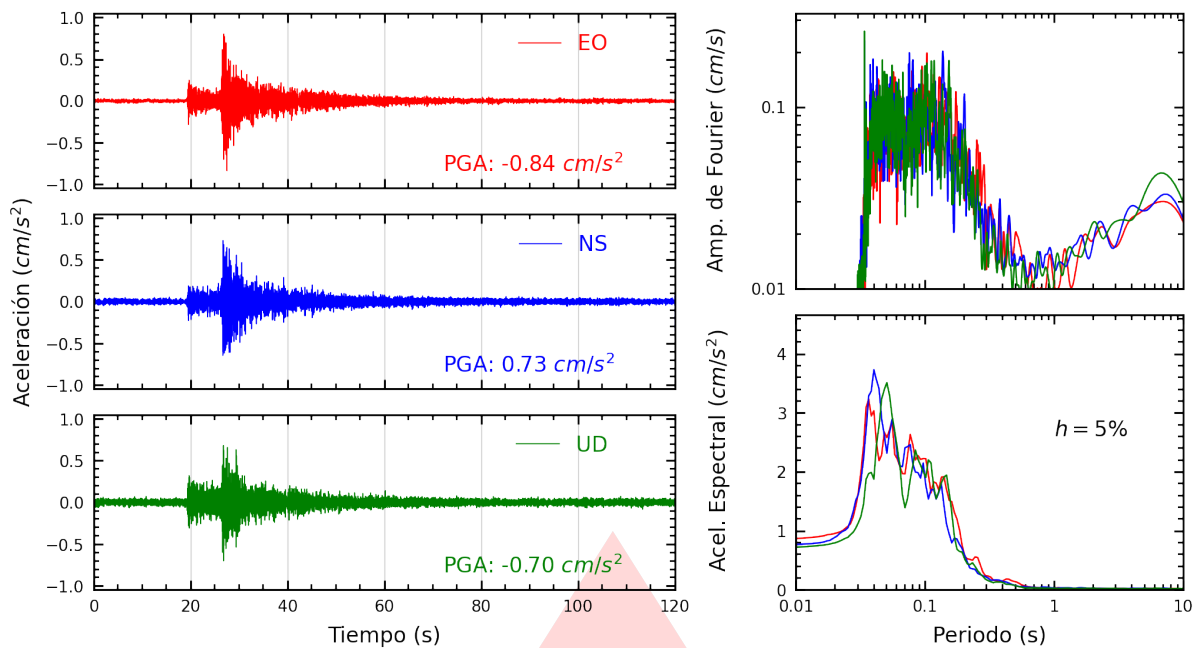 Aceleración (cm/s²)
1.0
0.5
0.0
−0.5
−1.0
EO
PGA: -0.84 cm/s²
1.0
0.5
0.0
−0.5
−1.0
NS
PGA: 0.73 cm/s²
1.0
0.5
0.0
−0.5
−1.0
UD
PGA: -0.70 cm/s²
0 20 40 60 80 100 120
Tiempo (s)
Amp. de Fourier (cm/s)
0.1
0.01
Acel. Espectral (cm/s²)
4
3
2
1
0
h = 5%
0.01 0.1 1 10
Periodo (s)